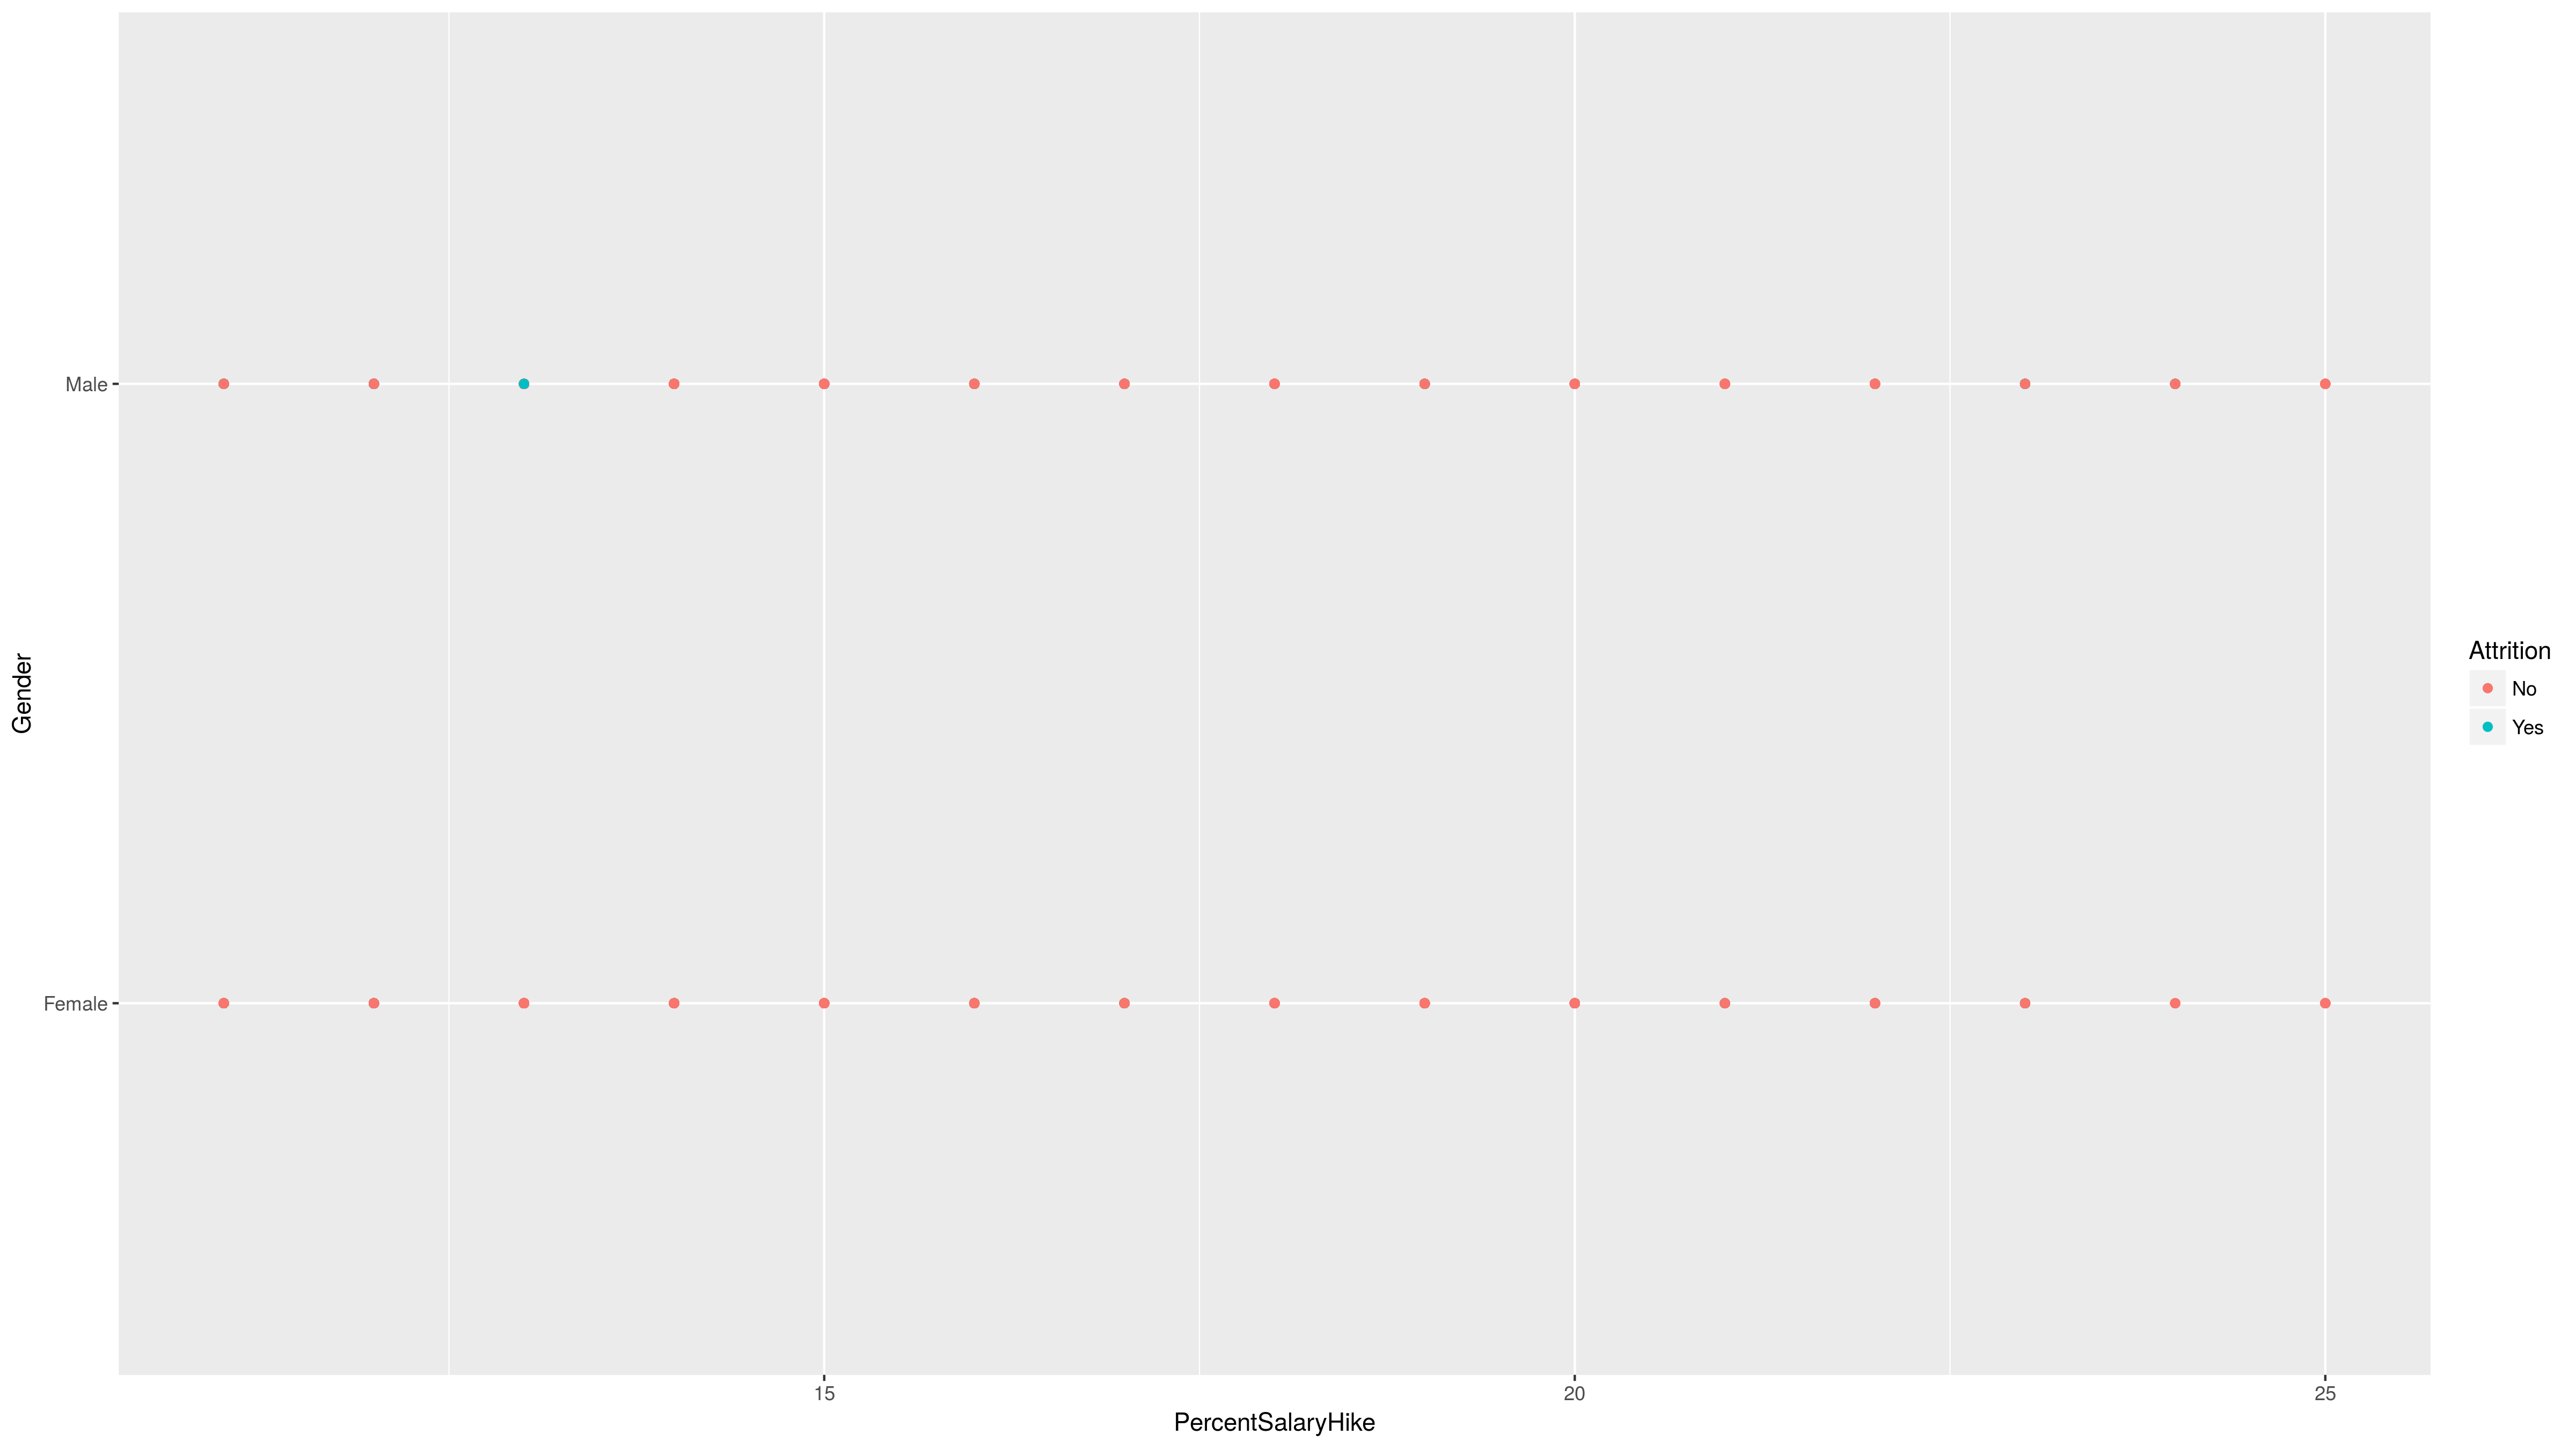 Gender
Male
Female
15
20
25
PercentSalaryHike
Attrition
No
Yes